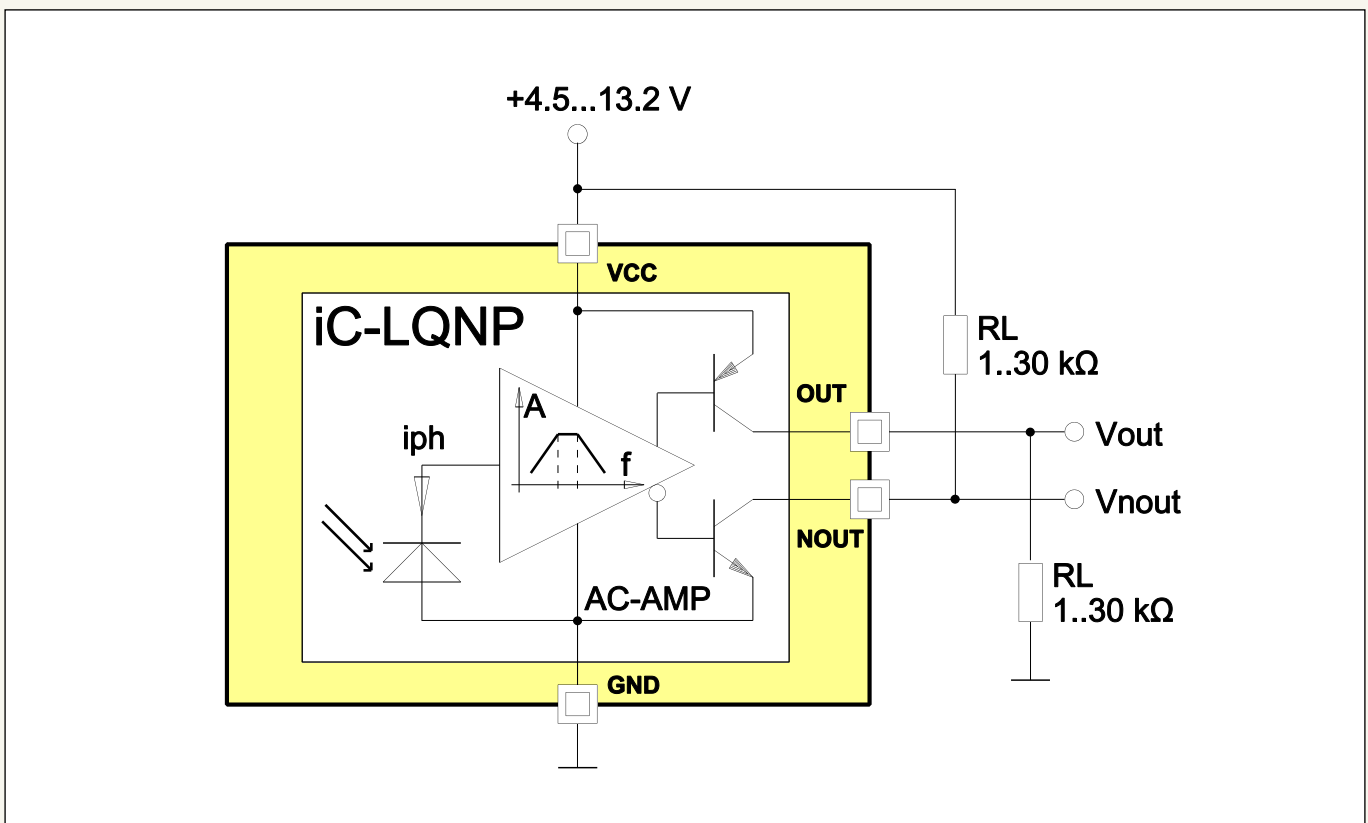 +4.5...13.2 V
VCC
iC-LQNP
RL
1..30 kΩ
OUT
A
iph
f
Vout
Vnout
NOUT
RL
1..30 kΩ
AC-AMP
GND